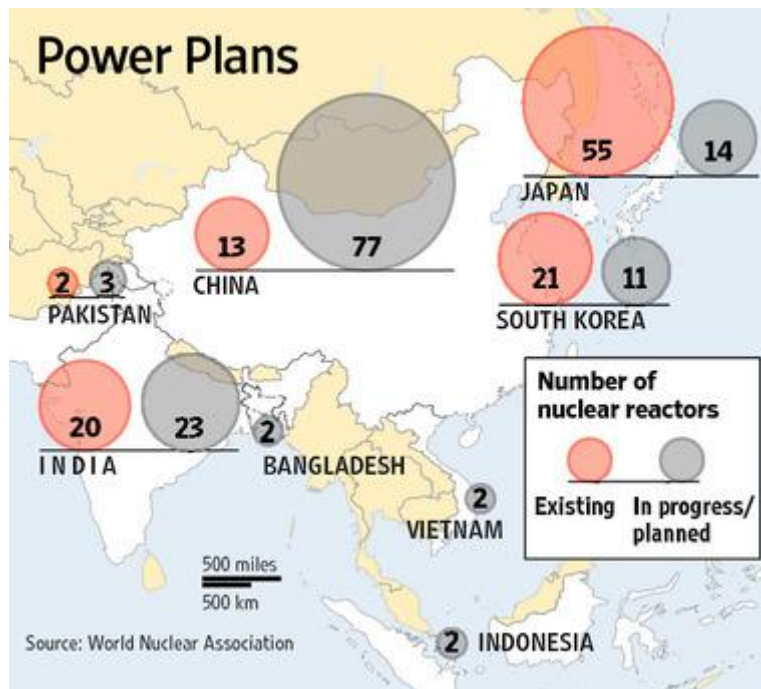 Power Plans
55
14
JAPAN
13
77
CHINA
2
3
PAKISTAN
21
11
SOUTH KOREA
20
23
INDIA
2
BANGLADESH
2
VIETNAM
Number of
nuclear reactors
Existing
In progress/
planned
500 miles
500 km
2
INDONESIA
Source: World Nuclear Association